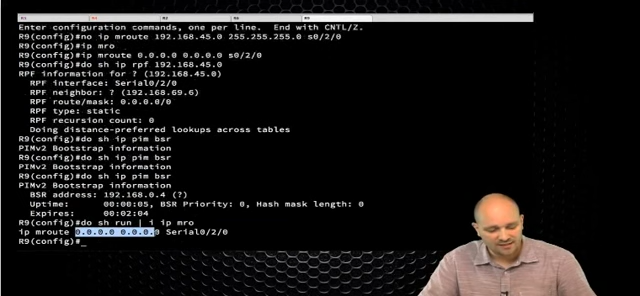 R4
R5
R2
R6
R9
Enter configuration commands, one per line.  End with CNTL/Z.
R9(config)#no ip mroute 192.168.45.0 255.255.255.0 s0/2/0
R9(config)#ip mro
R9(config)#ip mroute 0.0.0.0 0.0.0.0 s0/2/0
R9(config)#do sh ip rpf 192.168.45.0
RPF information for ? (192.168.45.0)
RPF interface: Serial0/2/0
RPF neighbor: ? (192.168.69.6)
RPF route/mask: 0.0.0.0/0
RPF type: static
RPF recursion count: 0
Doing distance-preferred lookups across tables
R9(config)#do sh ip pim bsr
PIMv2 Bootstrap information
R9(config)#do sh ip pim bsr
PIMv2 Bootstrap information
R9(config)#do sh ip pim bsr
PIMv2 Bootstrap information
BSR address: 192.168.0.4 (?)
Uptime:      00:00:05, BSR Priority: 0, Hash mask length: 0
Expires:     00:02:04
R9(config)#do sh run | i ip mro
ip mroute 0.0.0.0 0.0.0.0 Serial0/2/0
R9(config)#